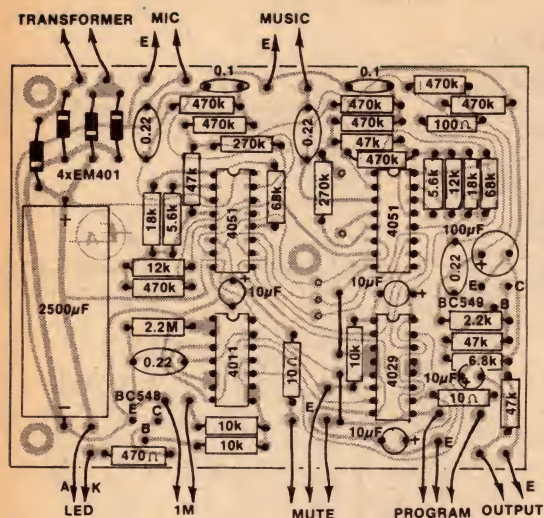 TRANSFORMER MIC MUSIC
E E
0.1 0.1
470k 470k 470k
470k 0.22 0.22 470k 470k
470k 100Ω
270k 47k
470k
4xEM401 47k 270k 5.6k 12k 18k 68k
18k 5.6k 4051 68k 4051
100µF
+ 12k
470k 0.22
10µF + 10µF + E C
2500µF BC549 B
2.2M 2.2k
0.22 4011 10Ω 10k 4029 47k
E 6.8k
10µF +
BC548 10Ω 47k
E C
B 10k
10k 10µF +
− 470Ω E
A K E
LED 1M MUTE PROGRAM OUTPUT